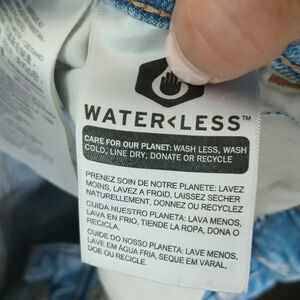 WATER<LESS™
CARE FOR OUR PLANET: WASH LESS, WASH
COLD, LINE DRY, DONATE OR RECYCLE
PRENEZ SOIN DE NOTRE PLANETE: LAVEZ
MOINS, LAVEZ A FROID, LAISSEZ SECHER
NATURELLEMENT, DONNEZ OU RECYCLEZ
CUIDA NUESTRO PLANETA: LAVA MENOS,
LAVA EN FRIO, TIENDE LA ROPA, DONA O
RECICLA.
CUIDE DO NOSSO PLANETA: LAVE MENOS,
LAVE EM ÁGUA FRIA, SEQUE EM VARAL,
DOE OU RECICLE.